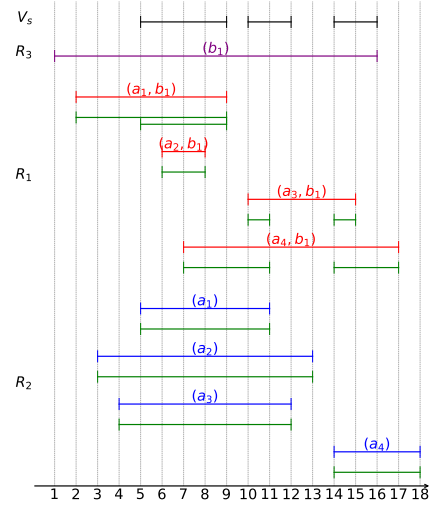 V_s
R_3
(b_1)
(a_1, b_1)
(a_2, b_1)
R_1
(a_3, b_1)
(a_4, b_1)
(a_1)
(a_2)
R_2
(a_3)
(a_4)
1 2 3 4 5 6 7 8 9 10 11 12 13 14 15 16 17 18